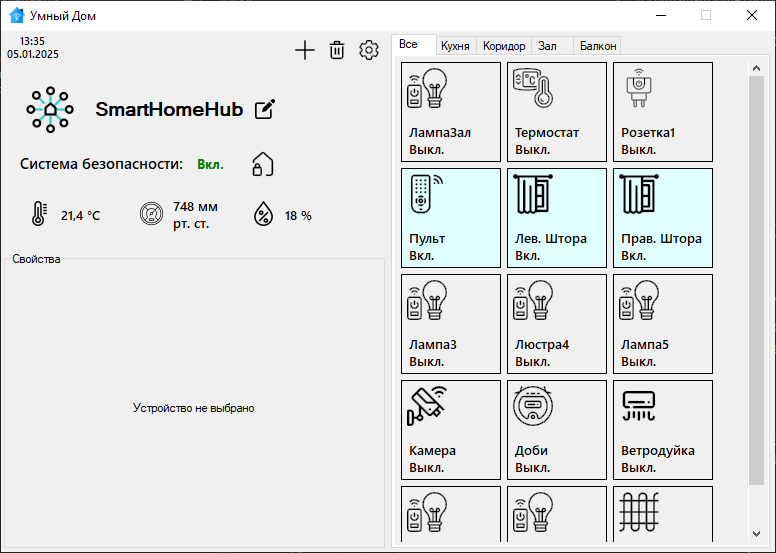 Умный Дом
13:35
05.01.2025
SmartHomeHub
Система безопасности: Вкл.
21,4 °C
748 мм
рт. ст.
18 %
Свойства
Устройство не выбрано
Все Кухня Коридор Зал Балкон
ЛампаЗал
Выкл.
Термостат
Выкл.
Розетка1
Выкл.
Пульт
Вкл.
Лев. Штора
Вкл.
Прав. Штора
Вкл.
Лампа3
Выкл.
Люстра4
Выкл.
Лампа5
Выкл.
Камера
Выкл.
Доби
Выкл.
Ветродуйка
Выкл.